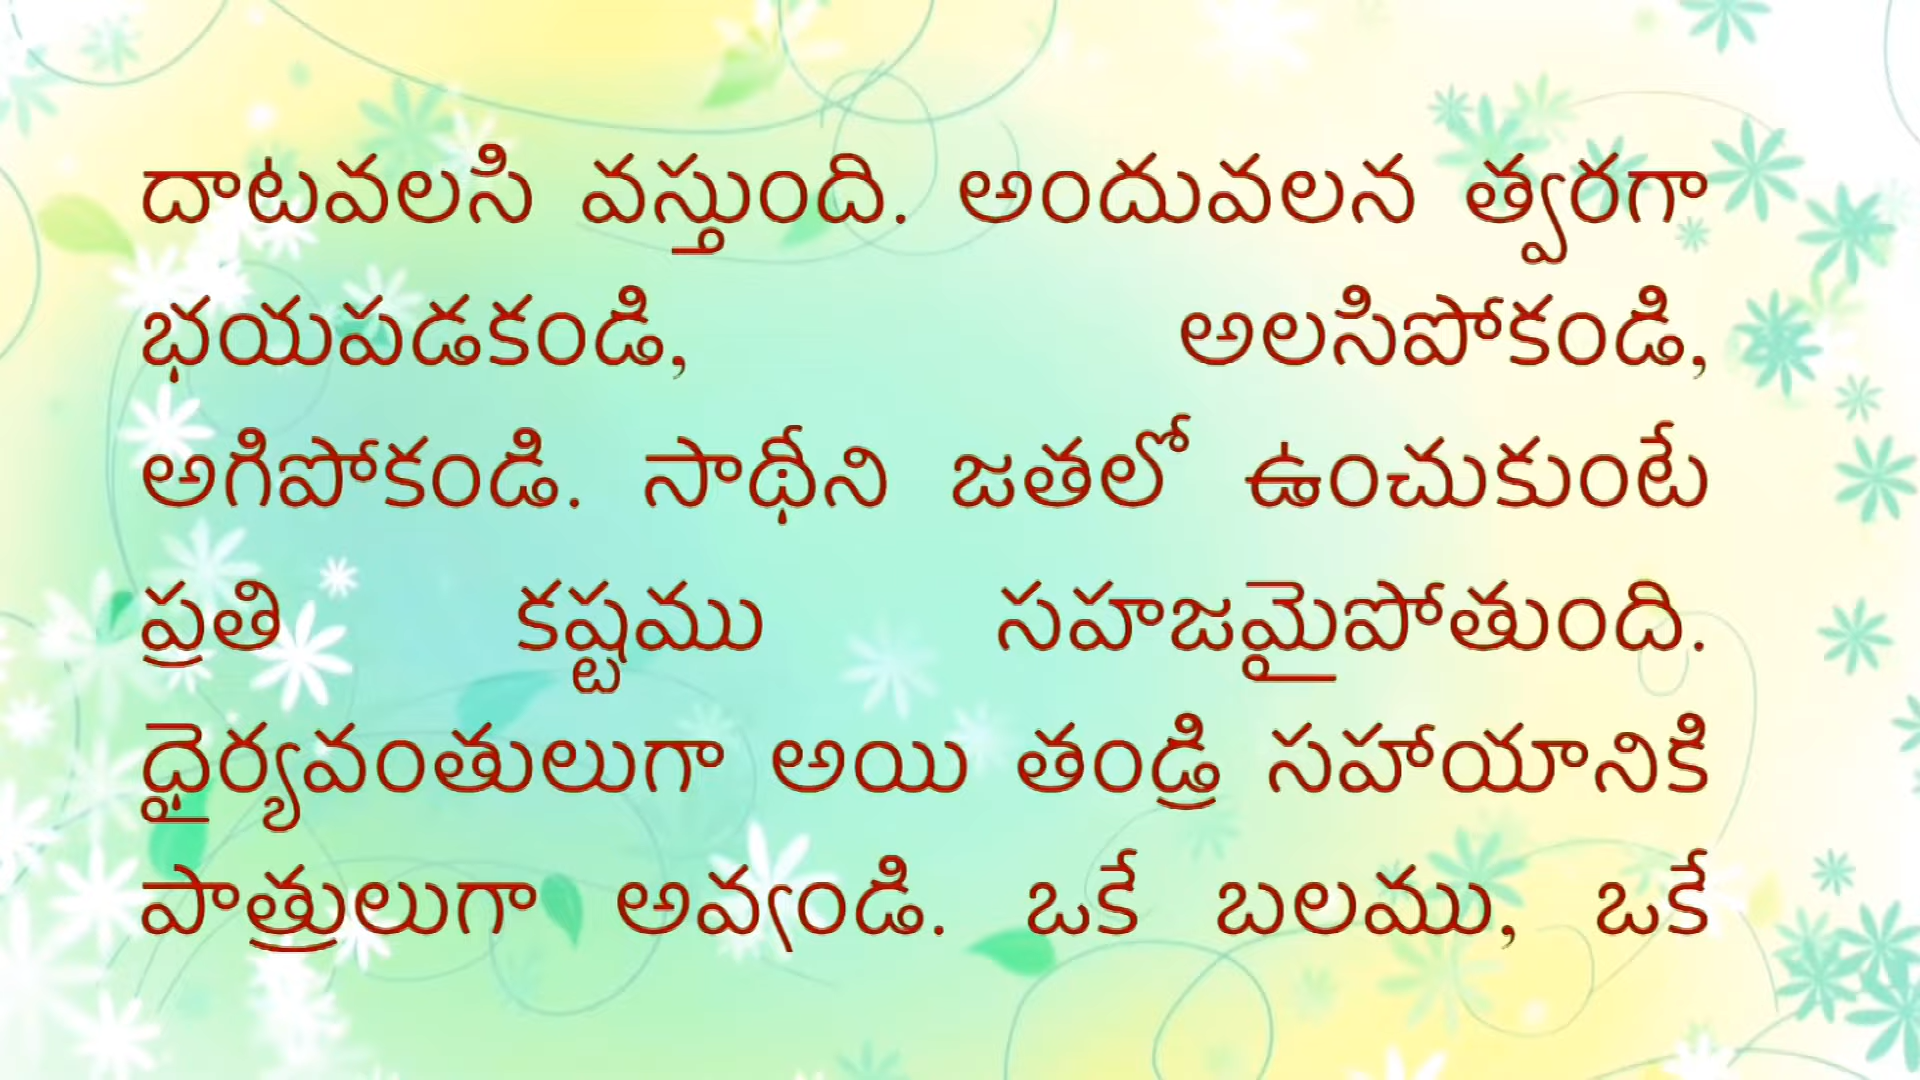 దాటవలసి వస్తుంది. అందువలన త్వరగా
భయపడకండి, అలసిపోకండి,
అగిపోకండి. సాథీని జతలో ఉంచుకుంటే
ప్రతి కష్టము సహజమైపోతుంది.
ధైర్యవంతులుగా అయి తండ్రి సహాయానికి
పాత్రులుగా అవ్వండి. ఒకే బలము, ఒకే